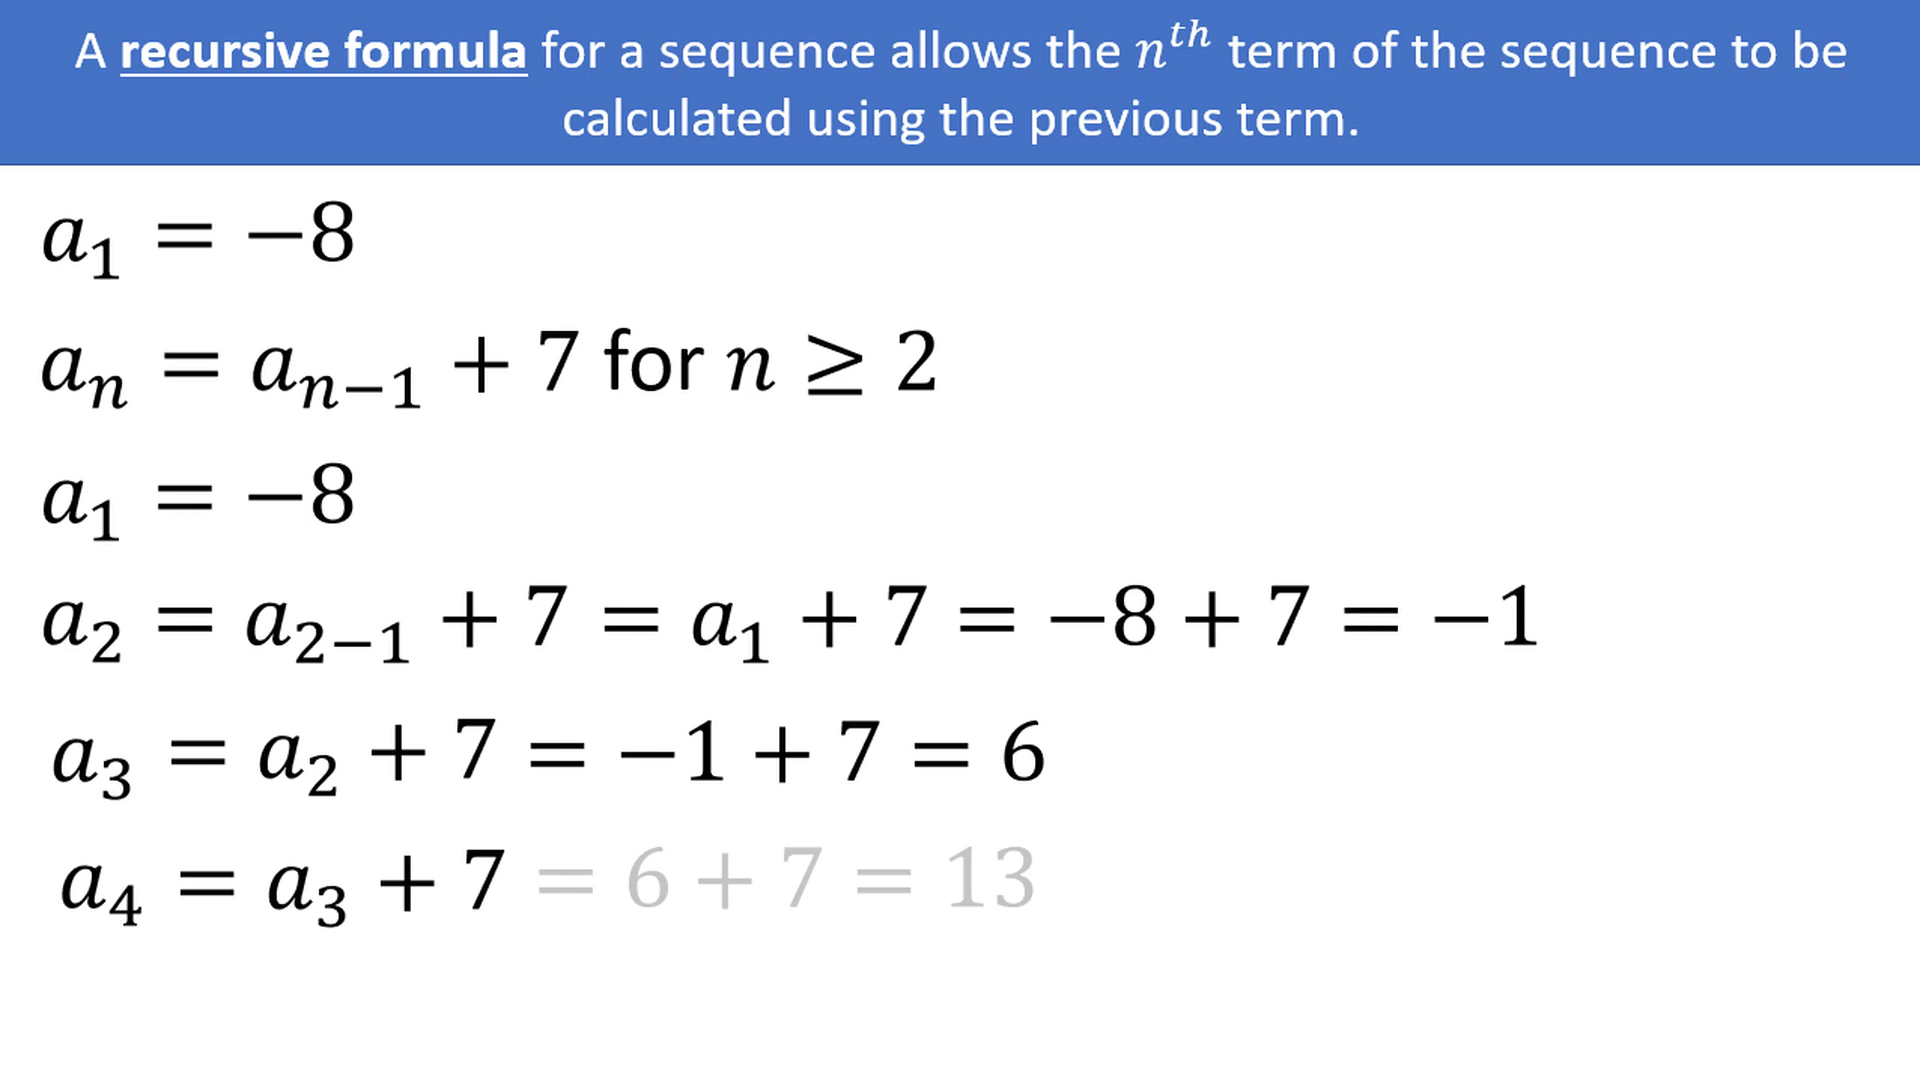 A recursive formula for a sequence allows the nᵗʰ term of the sequence to be
calculated using the previous term.
a₁ = −8
aₙ = aₙ₋₁ + 7 for n ≥ 2
a₁ = −8
a₂ = a₂₋₁ + 7 = a₁ + 7 = −8 + 7 = −1
a₃ = a₂ + 7 = −1 + 7 = 6
a₄ = a₃ + 7 = 6 + 7 = 13